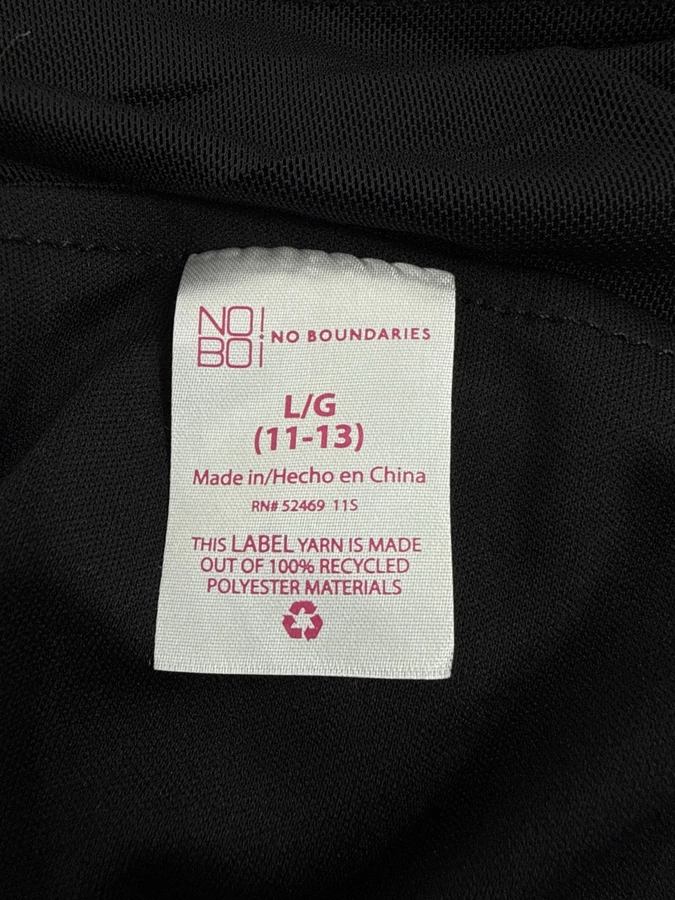 NO!
BO!
NO BOUNDARIES
L/G
(11-13)
Made in/Hecho en China
RN# 52469 11S
THIS LABEL YARN IS MADE
OUT OF 100% RECYCLED
POLYESTER MATERIALS